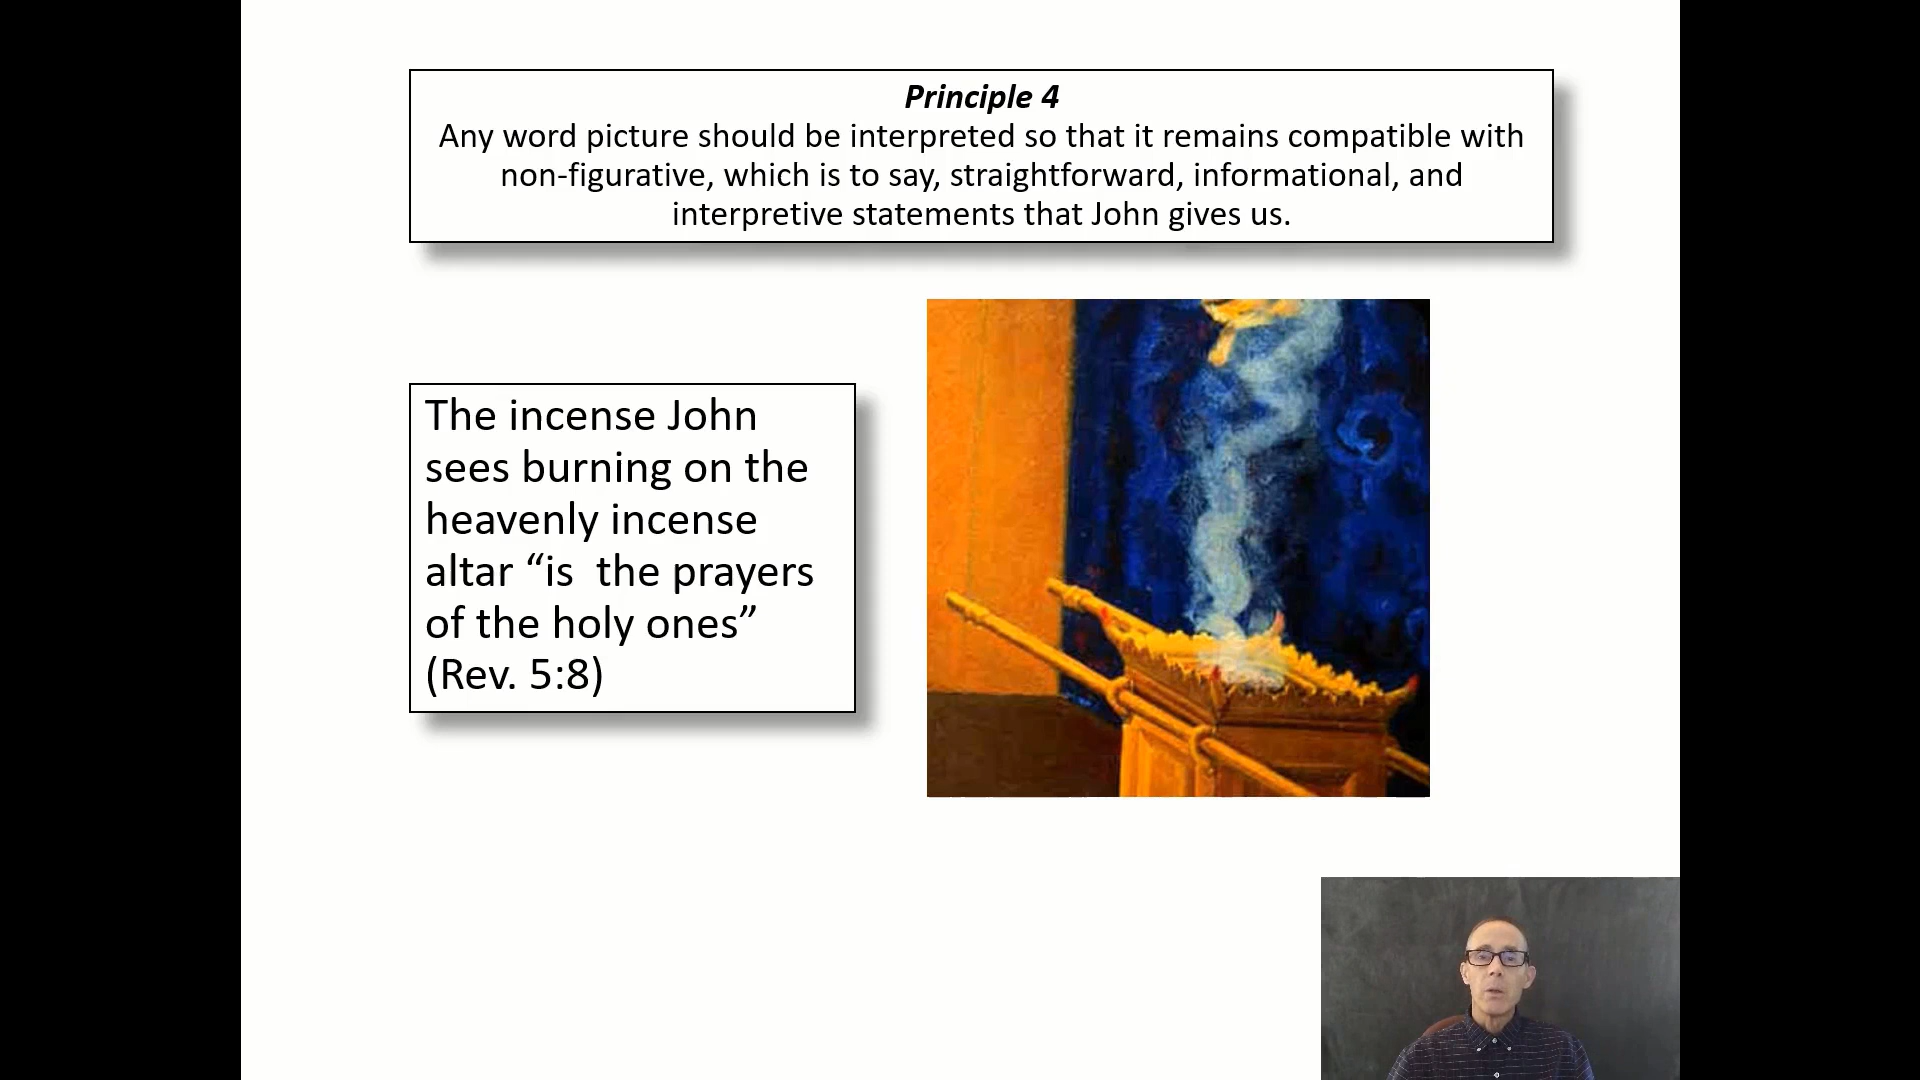 Principle 4
Any word picture should be interpreted so that it remains compatible with
non-figurative, which is to say, straightforward, informational, and
interpretive statements that John gives us.
The incense John
sees burning on the
heavenly incense
altar “is  the prayers
of the holy ones”
(Rev. 5:8)